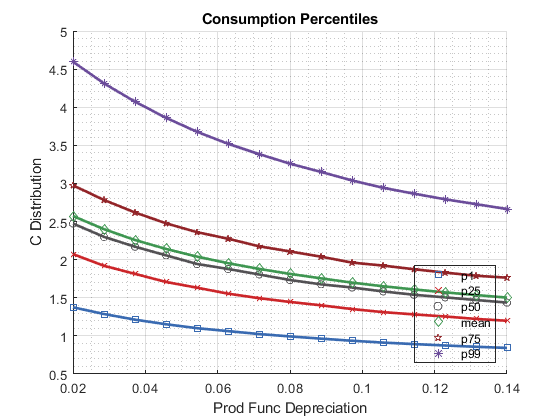 Consumption Percentiles
5
4.5
4
3.5
3
2.5
2
1.5
1
0.5
C Distribution
p1
p25
p50
mean
p75
p99
0.02 0.04 0.06 0.08 0.1 0.12 0.14
Prod Func Depreciation